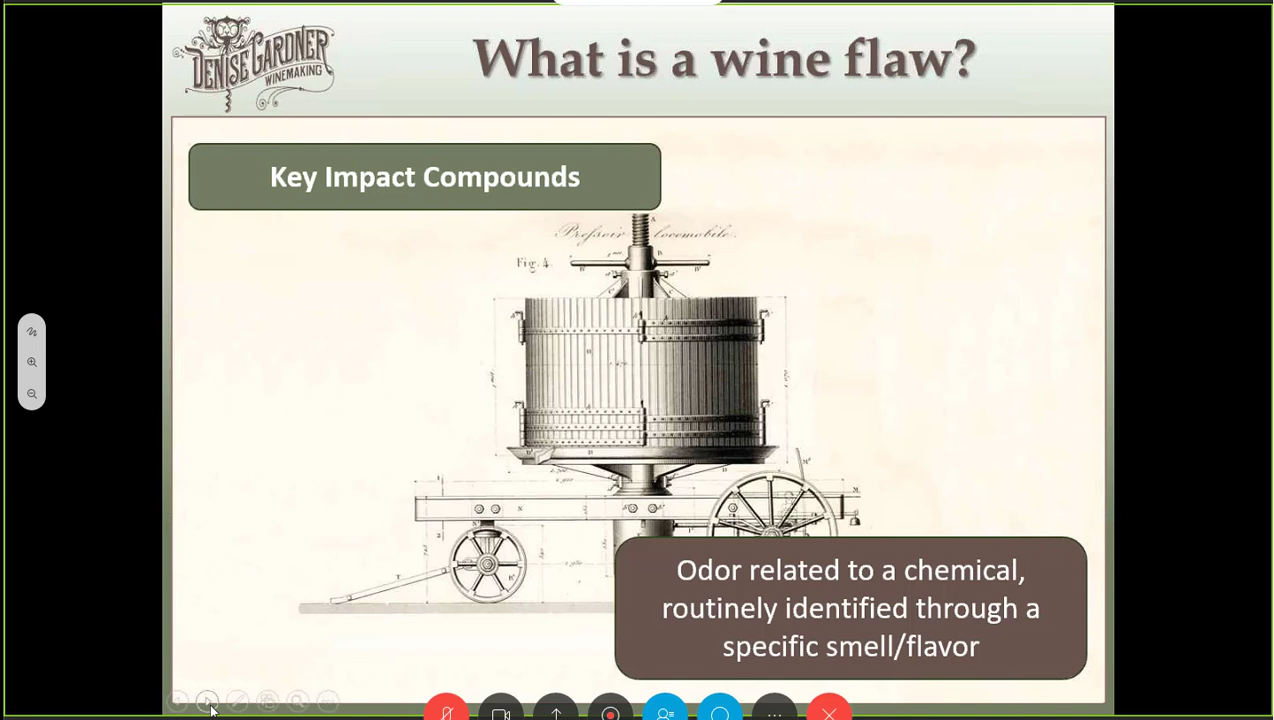 DENISE GARDNER
WINEMAKING
What is a wine flaw?
Key Impact Compounds
Pressoir locomobile.
Fig. 4.
Odor related to a chemical,
routinely identified through a
specific smell/flavor